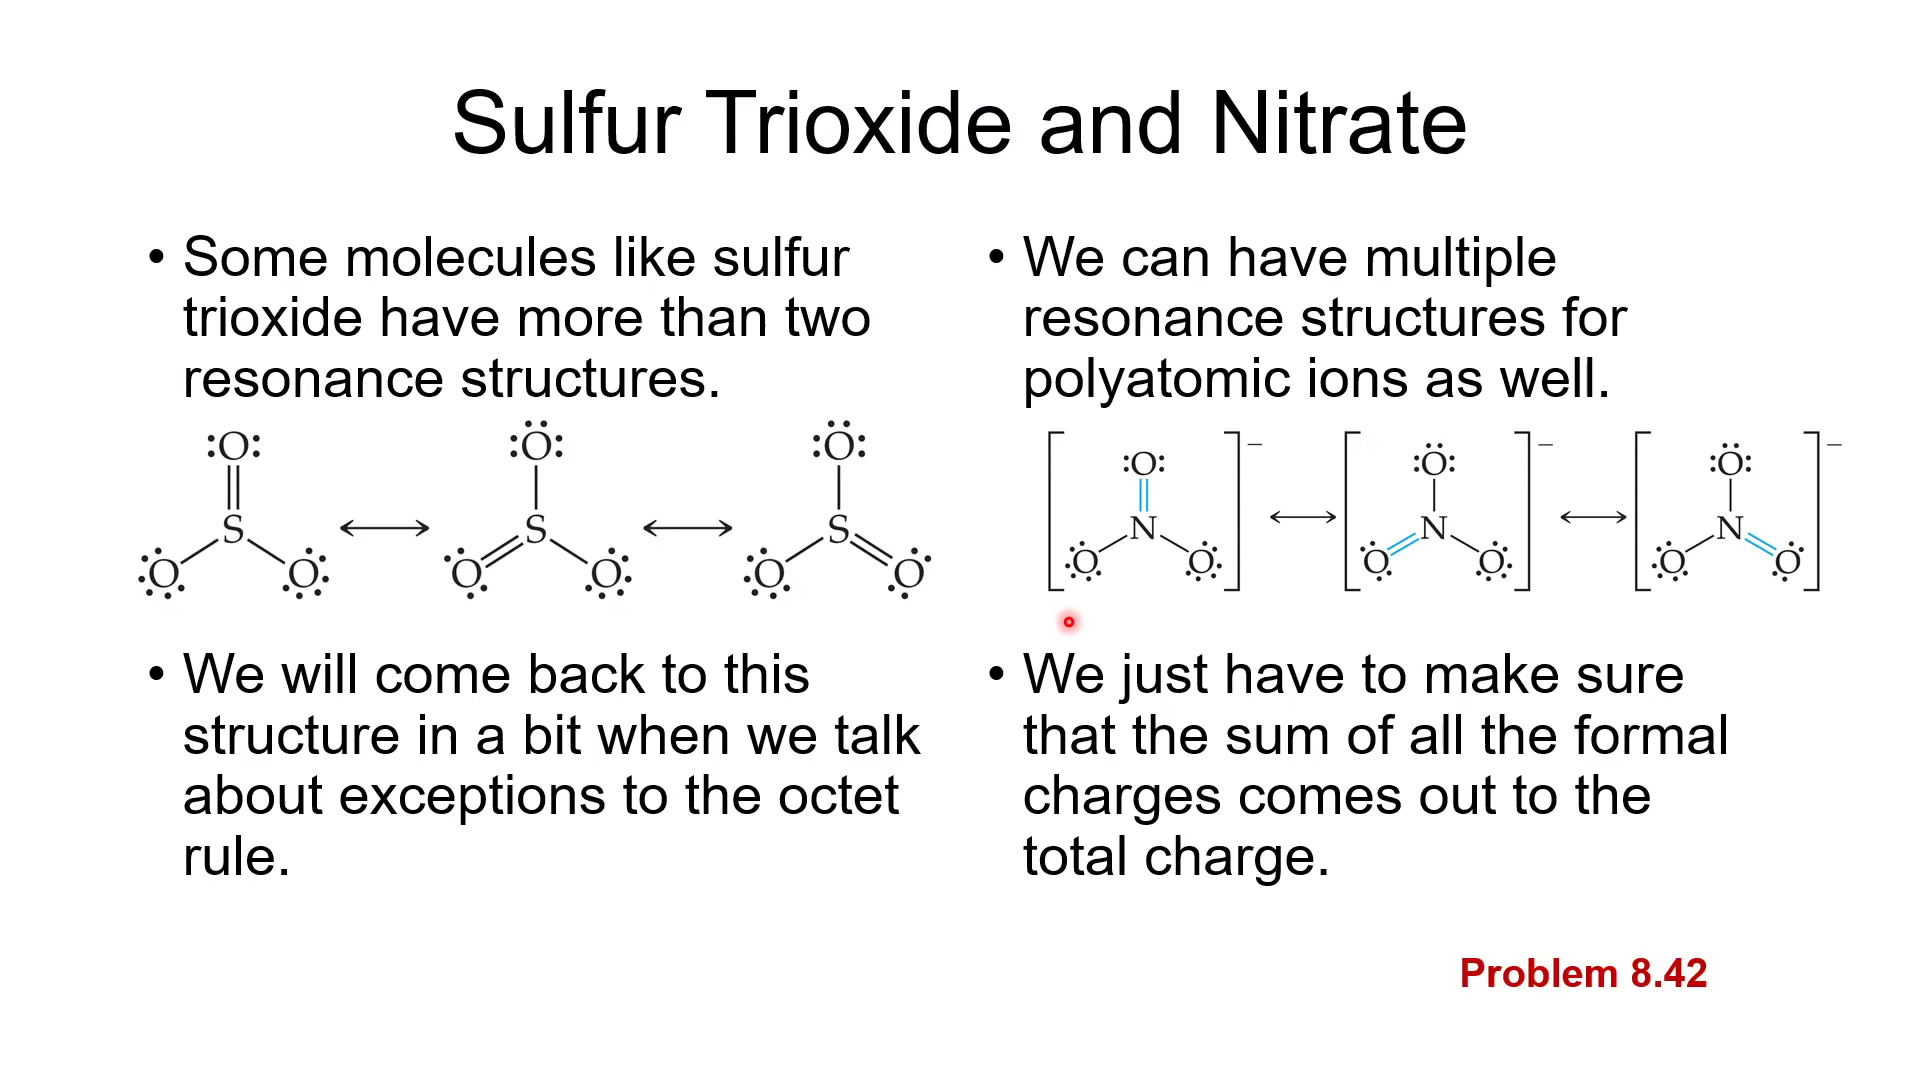 Sulfur Trioxide and Nitrate
• Some molecules like sulfur
trioxide have more than two
resonance structures.
:O: :O: :O:
S ↔ S ↔ S
O O O O O O
• We will come back to this
structure in a bit when we talk
about exceptions to the octet
rule.
• We can have multiple
resonance structures for
polyatomic ions as well.
[ :O: ]− [ :O: ]− [ :O: ]−
N ↔ N ↔ N
O O O O O O
• We just have to make sure
that the sum of all the formal
charges comes out to the
total charge.
Problem 8.42